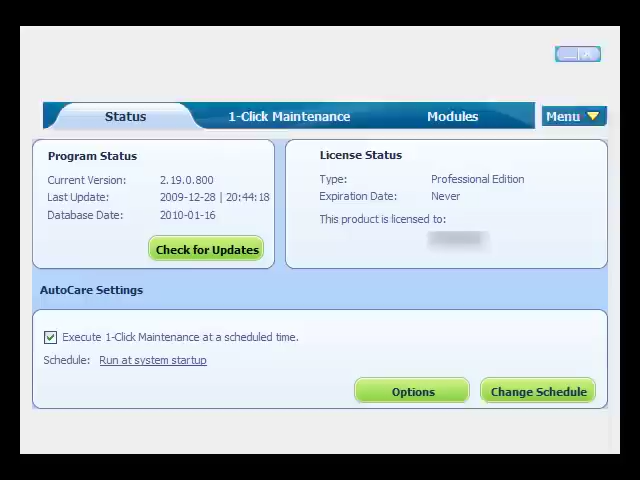 Status
1-Click Maintenance
Modules
Menu
Program Status
Current Version: 2.19.0.800
Last Update: 2009-12-28 | 20:44:18
Database Date: 2010-01-16
Check for Updates
License Status
Type: Professional Edition
Expiration Date: Never
This product is licensed to:
AutoCare Settings
Execute 1-Click Maintenance at a scheduled time.
Schedule: Run at system startup
Options
Change Schedule